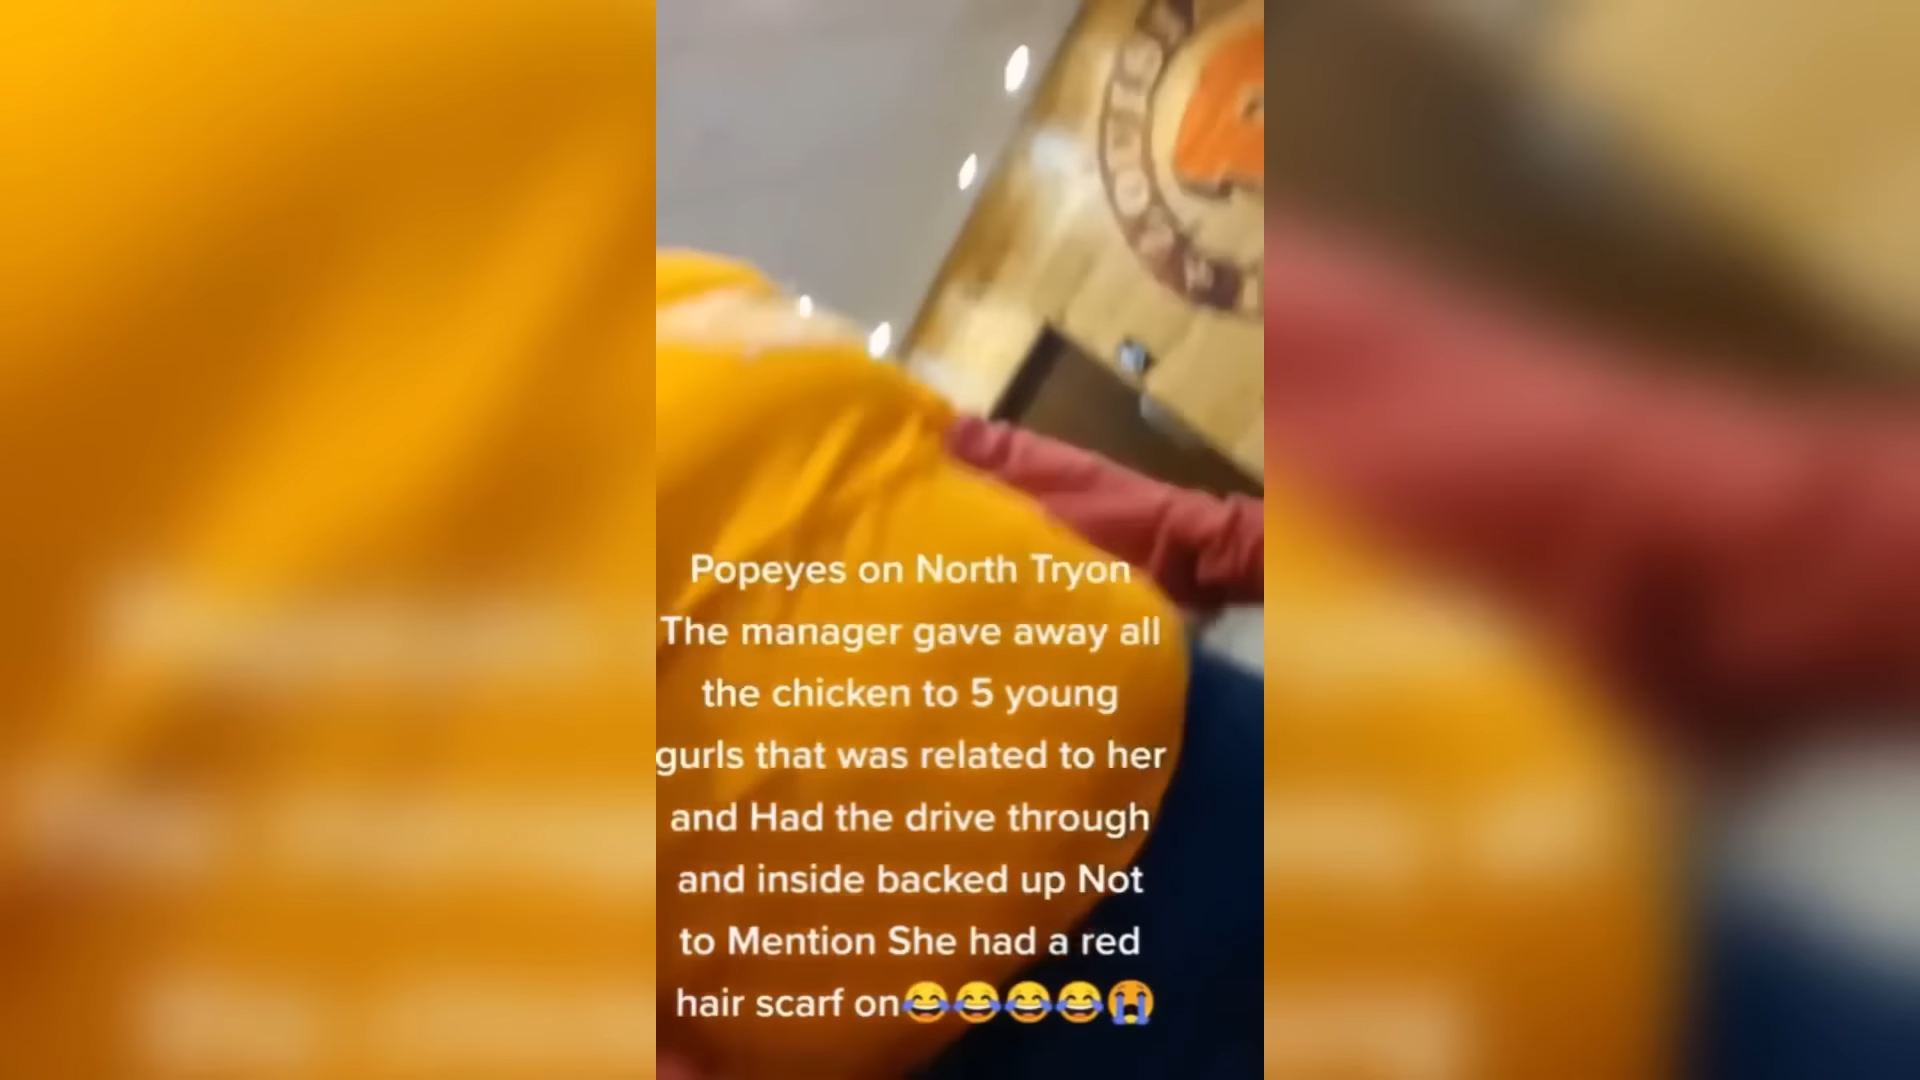 LOUISI
Popeyes on North Tryon
The manager gave away all
the chicken to 5 young
gurls that was related to her
and Had the drive through
and inside backed up Not
to Mention She had a red
hair scarf on😂😂😂😂😭